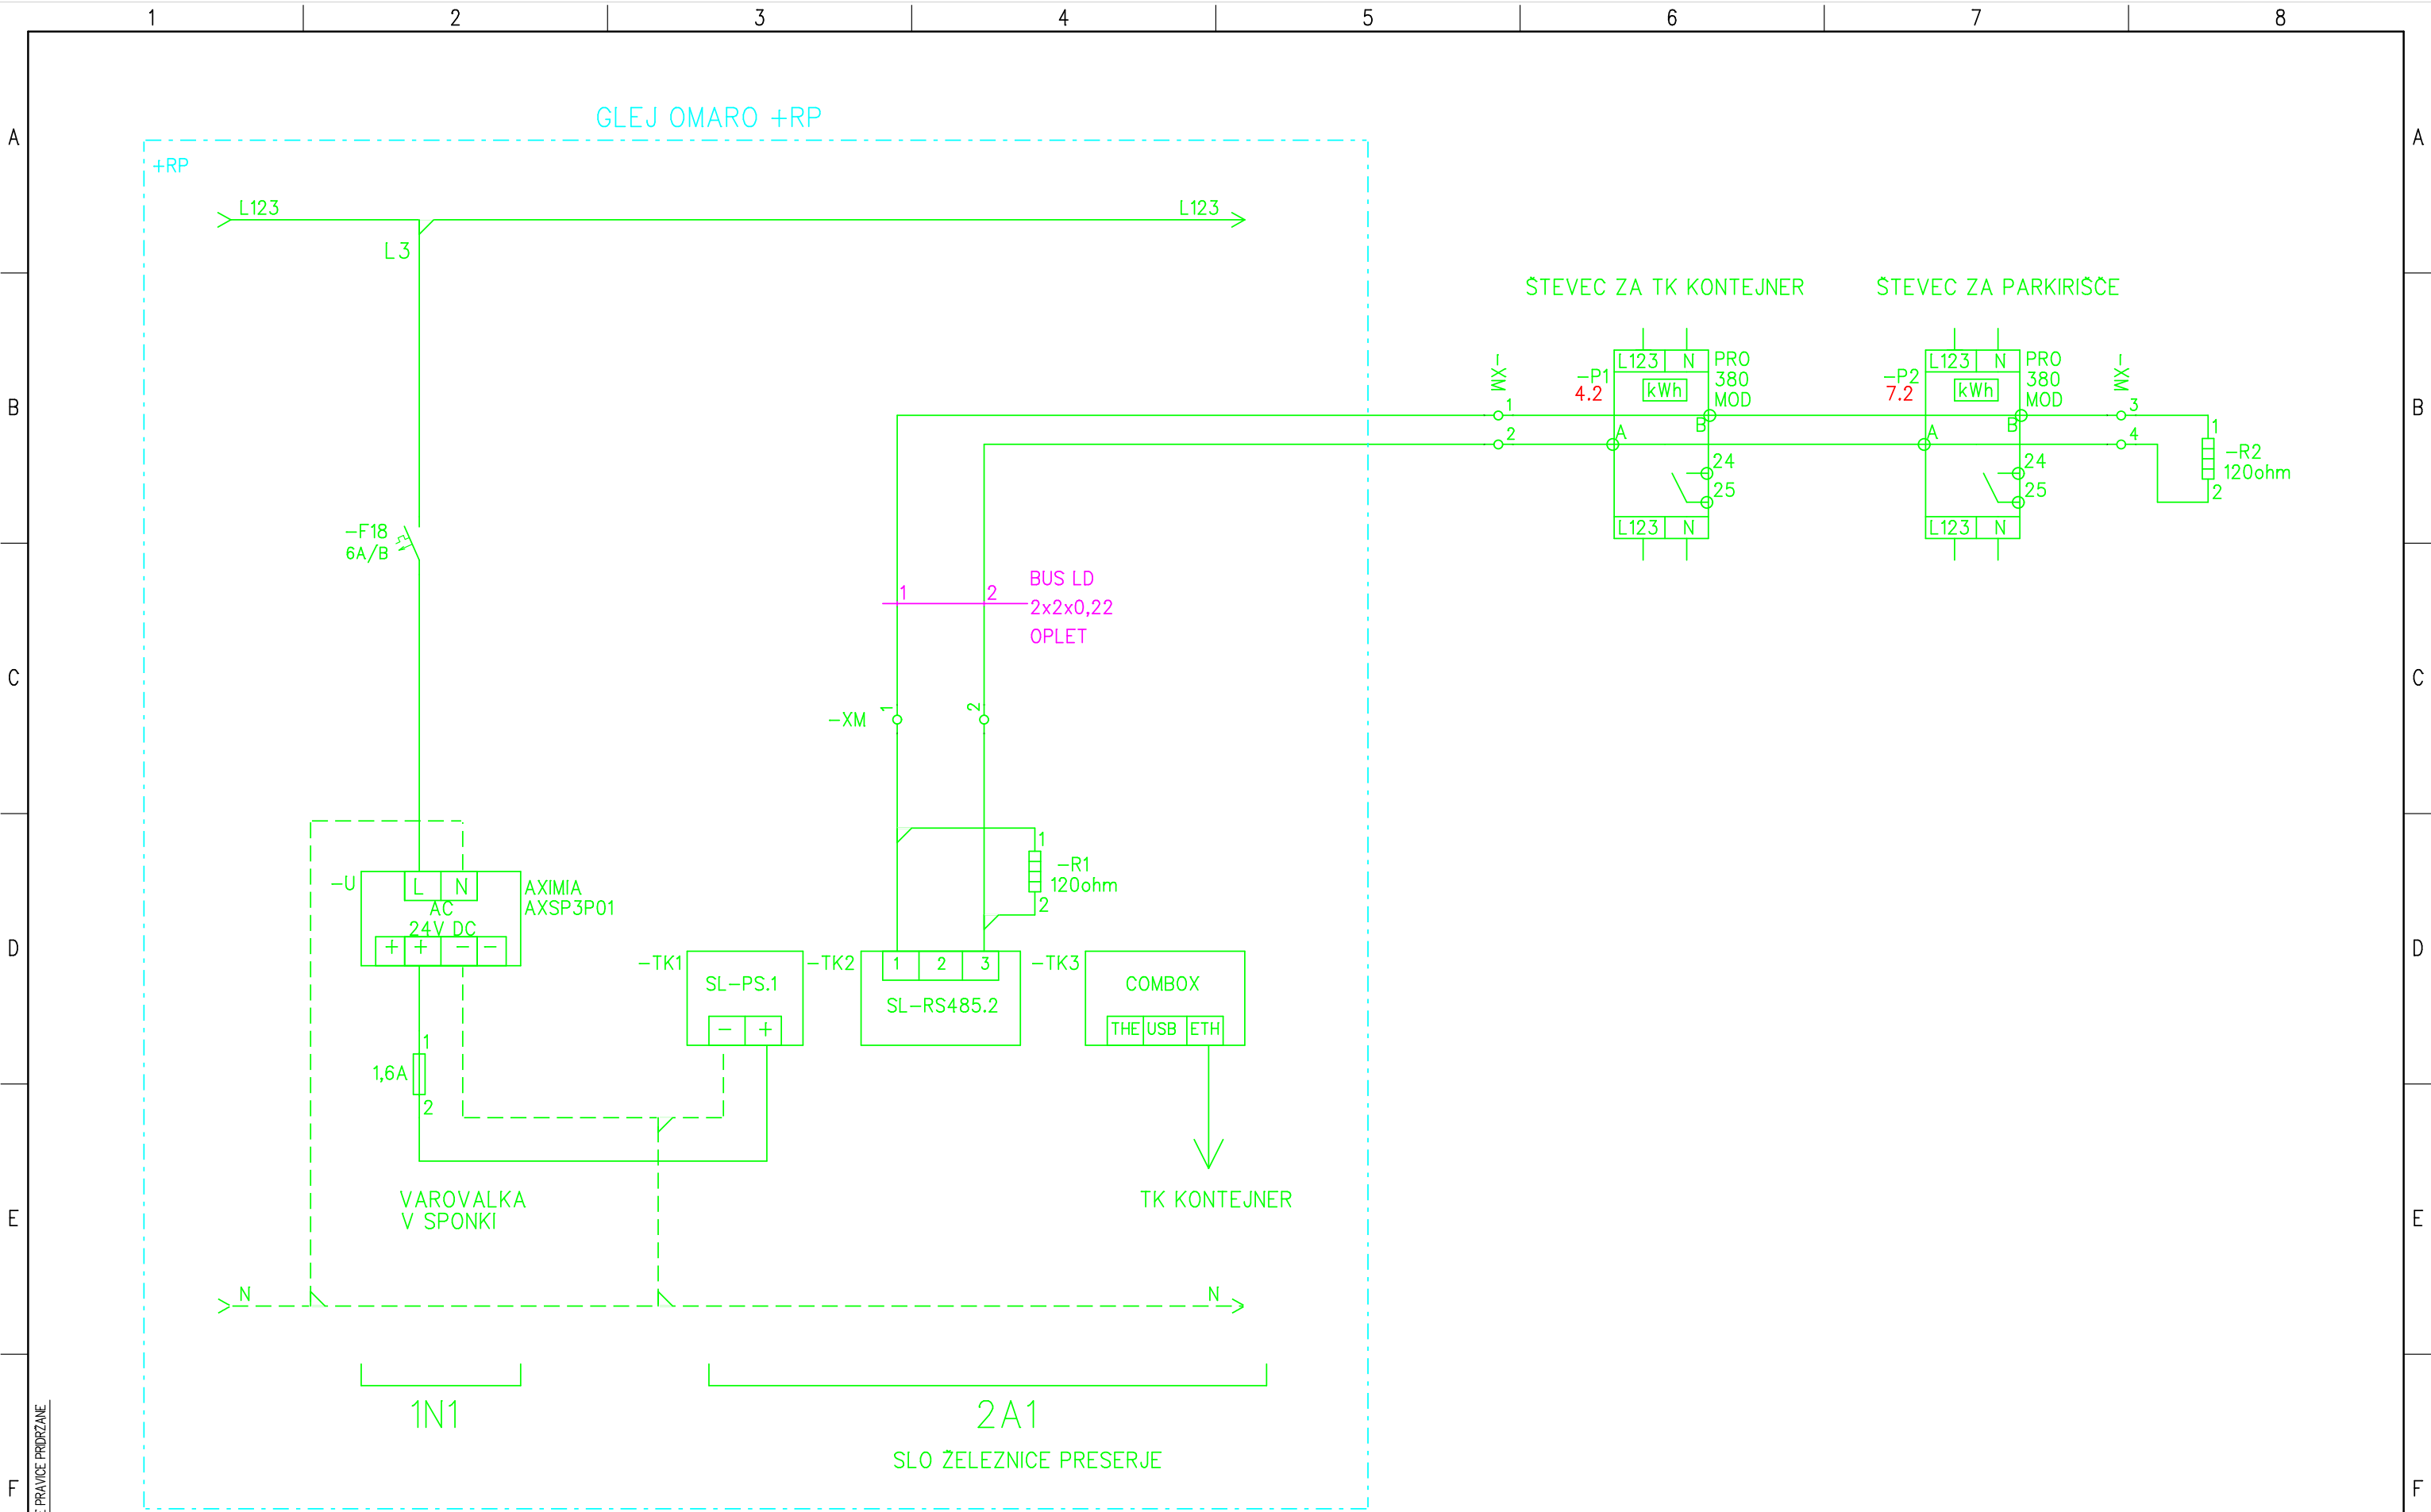 1 2 3 4 5 6 7 8
GLEJ OMARO +RP
A A
+RP
L123 L123
L3
ŠTEVEC ZA TK KONTEJNER ŠTEVEC ZA PARKIRIŠČE
-XM
-P1
4.2
L123 N
kWh
PRO
380
MOD
-P2
7.2
L123 N
kWh
PRO
380
MOD
-XM
B B
1 B B 3
2 A A 4
24 24
25 25
L123 N L123 N
1
-R2
120ohm
2
-F18
6A/B
1 2
BUS LD
2x2x0,22
OPLET
C C
-XM 1 2
1
-R1
120ohm
2
-U
L N
AC
24V DC
+ + - -
AXIMIA
AXSP3P01
D D
-TK1
SL-PS.1
- +
-TK2
1 2 3
SL-RS485.2
-TK3
COMBOX
THE USB ETH
1
1,6A
2
VAROVALKA
V SPONKI
TK KONTEJNER
E E
N N
1N1 2A1
SLO ŽELEZNICE PRESERJE
F F
PRAVICE PRIDRŽANE